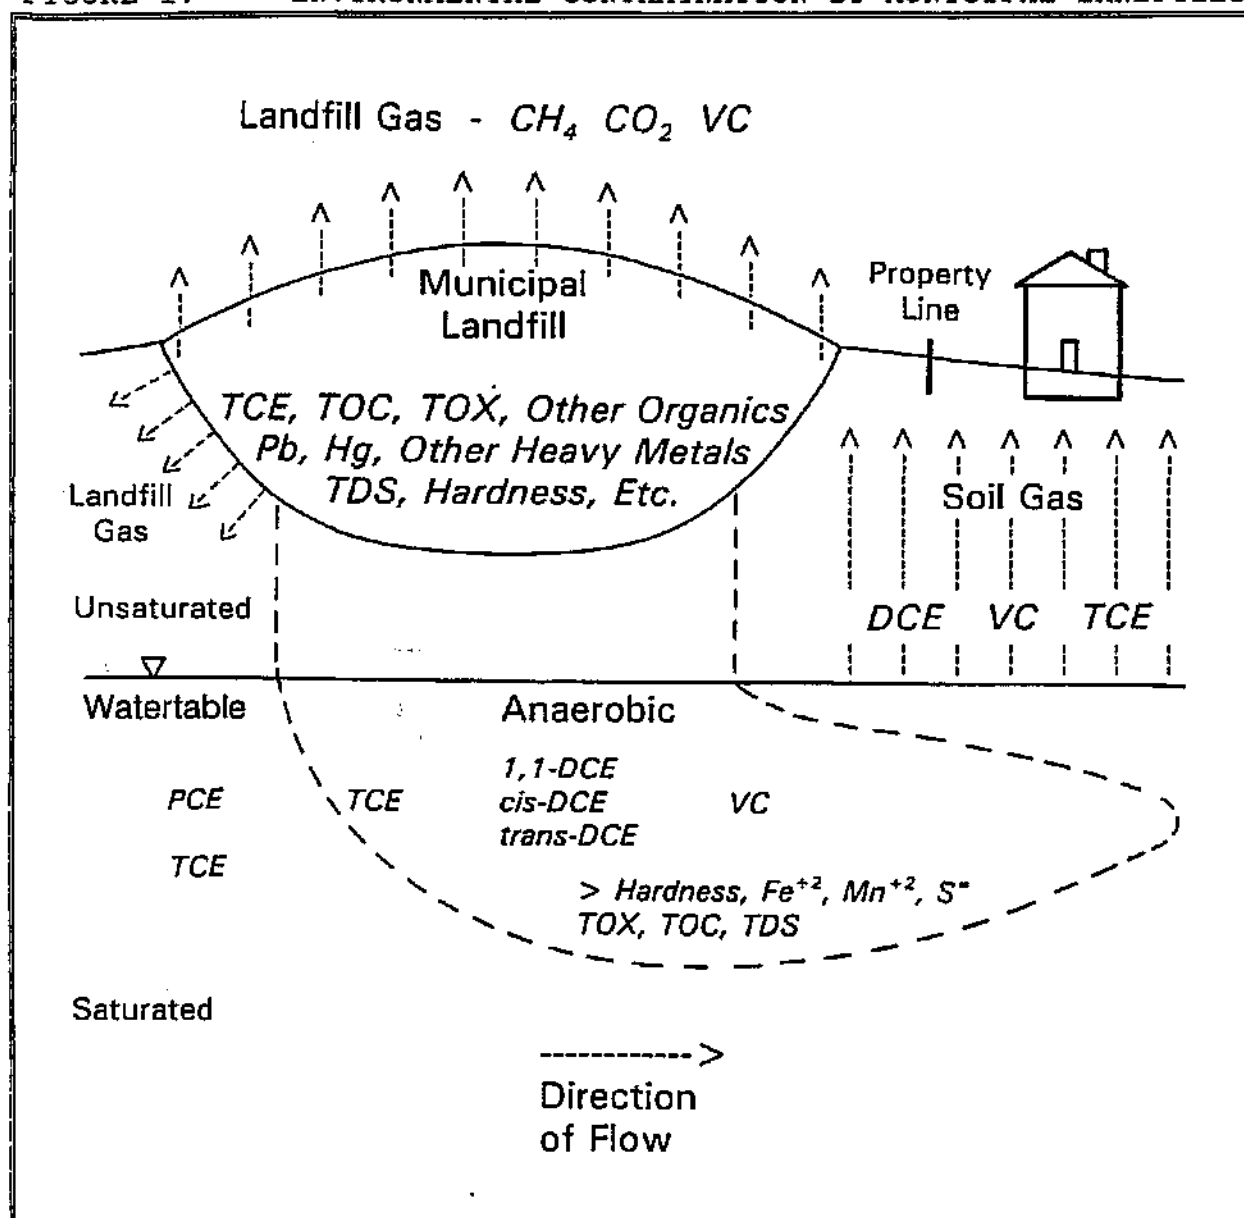 Landfill Gas - CH₄ CO₂ VC
Municipal
Landfill
Property
Line
TCE, TOC, TOX, Other Organics
Pb, Hg, Other Heavy Metals
TDS, Hardness, Etc.
Landfill
Gas
Soil Gas
Unsaturated
DCE VC TCE
Watertable
Anaerobic
1,1-DCE
PCE TCE cis-DCE VC
trans-DCE
TCE
> Hardness, Fe⁺², Mn⁺², S⁼
TOX, TOC, TDS
Saturated
Direction
of Flow